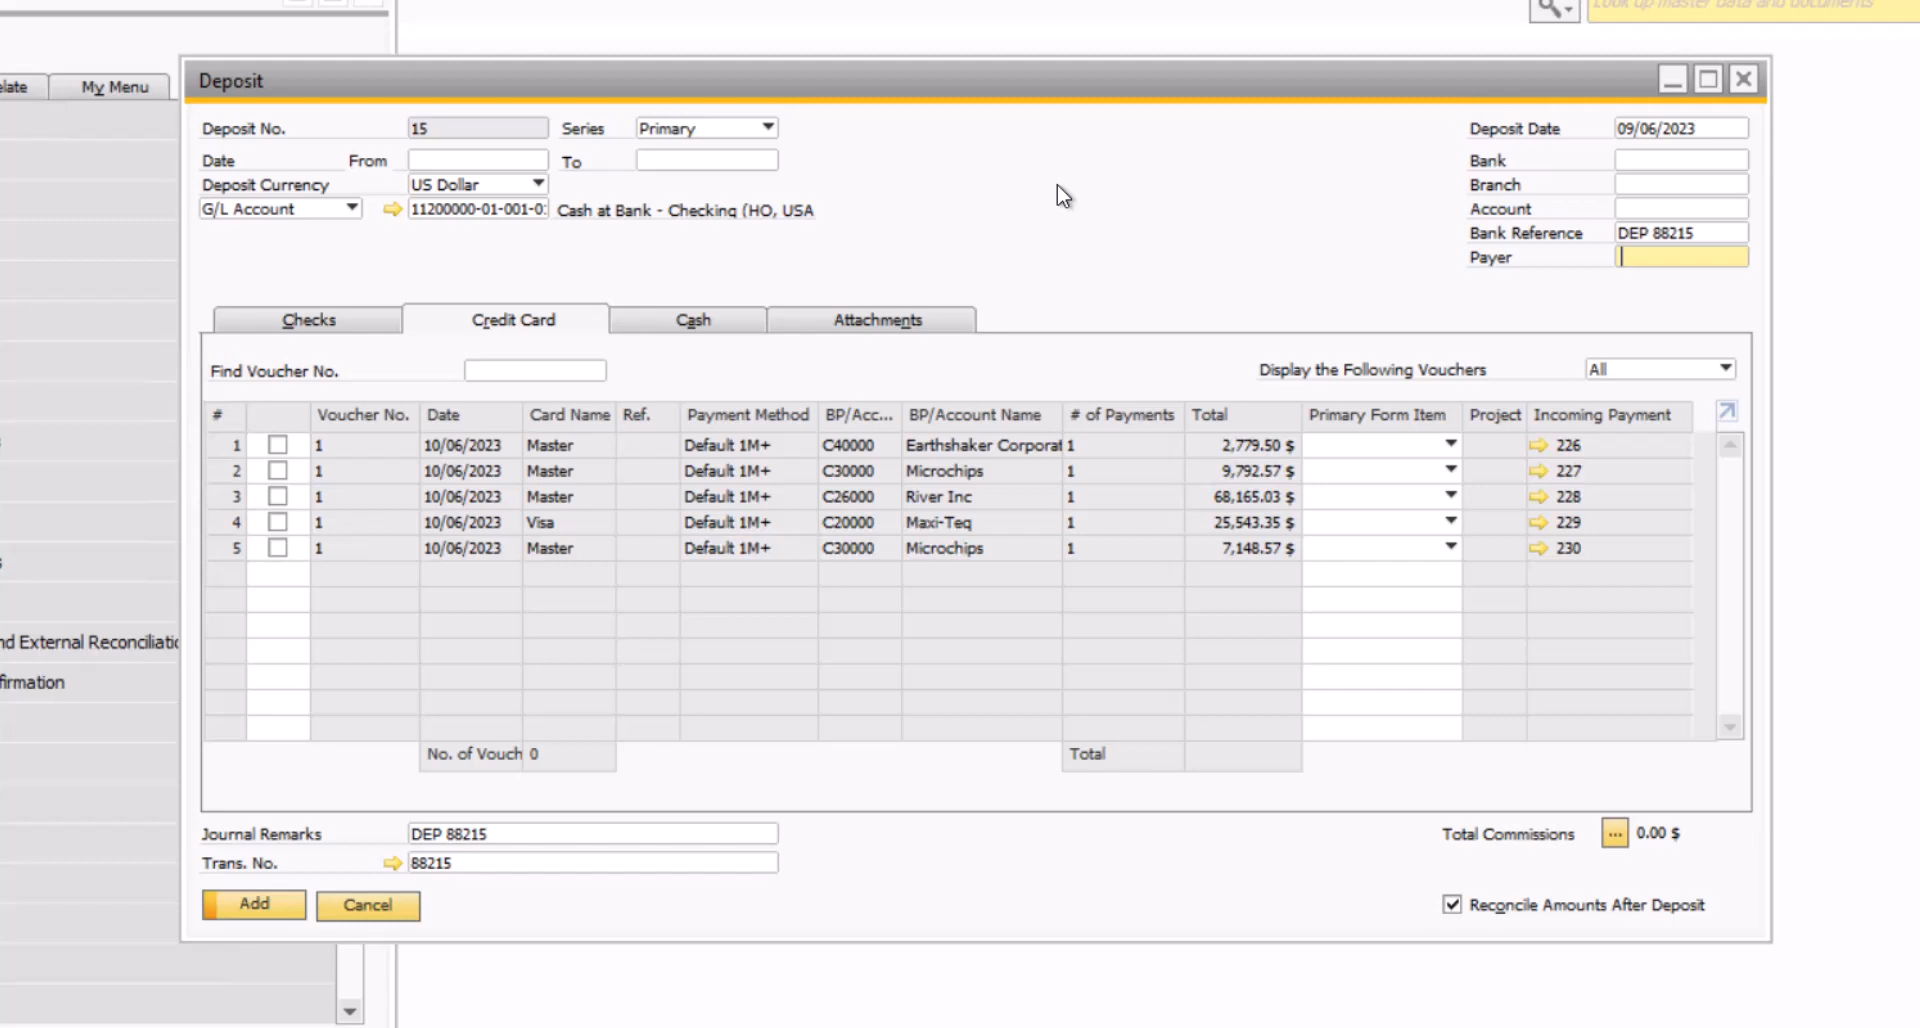 Look up master data and documents
elate My Menu
Deposit
Deposit No. 15 Series Primary Deposit Date 09/06/2023
Date From To Bank
Deposit Currency US Dollar Branch
G/L Account 11200000-01-001-0 Cash at Bank - Checking (HO, USA Account
Bank Reference DEP 88215
Payer
Checks Credit Card Cash Attachments
Find Voucher No. Display the Following Vouchers All
# Voucher No. Date Card Name Ref. Payment Method BP/Acc... BP/Account Name # of Payments Total Primary Form Item Project Incoming Payment
1 1 10/06/2023 Master Default 1M+ C40000 Earthshaker Corporat 1 2,779.50 $ 226
2 1 10/06/2023 Master Default 1M+ C30000 Microchips 1 9,792.57 $ 227
3 1 10/06/2023 Master Default 1M+ C26000 River Inc 1 68,165.03 $ 228
4 1 10/06/2023 Visa Default 1M+ C20000 Maxi-Teq 1 25,543.35 $ 229
5 1 10/06/2023 Master Default 1M+ C30000 Microchips 1 7,148.57 $ 230
nd External Reconciliatio
firmation
No. of Vouch 0 Total
Journal Remarks DEP 88215 Total Commissions ... 0.00 $
Trans. No. 88215
Add Cancel Reconcile Amounts After Deposit